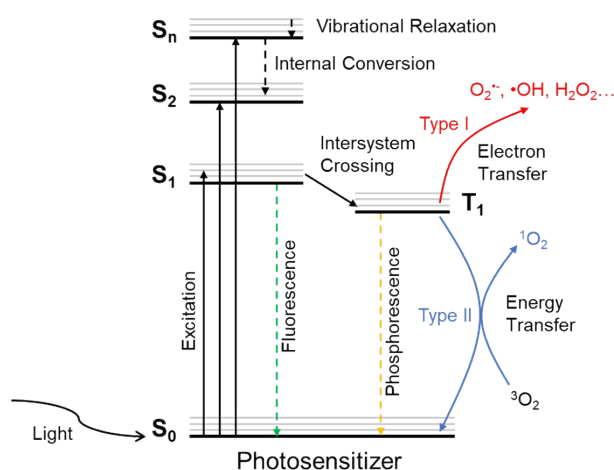 Sn
Vibrational Relaxation
Internal Conversion
S2
O2•-, •OH, H2O2...
Type I
Intersystem
Crossing
Electron
Transfer
S1
T1
1O2
Excitation
Fluorescence
Phosphorescence
Type II
Energy
Transfer
3O2
Light
S0
Photosensitizer